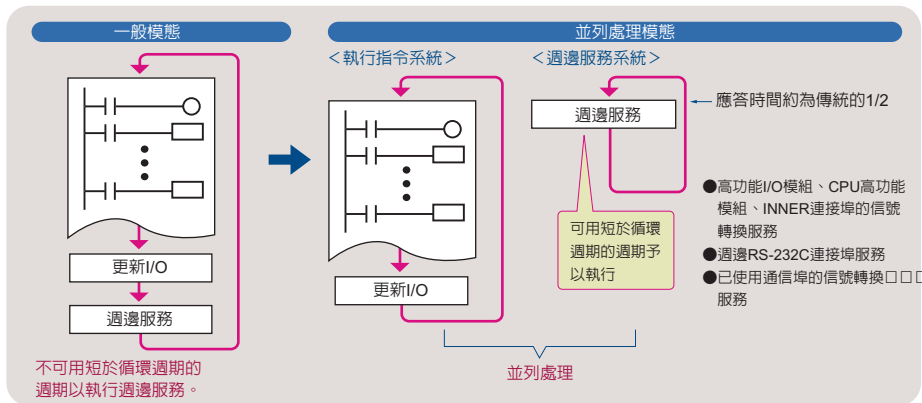 一般模態
更新I/O
週邊服務
不可用短於循環週期的
週期以執行週邊服務。
並列處理模態
＜執行指令系統＞
更新I/O
＜週邊服務系統＞
週邊服務
可用短於循環
週期的週期予
以執行
並列處理
應答時間約為傳統的1/2
●高功能I/O模組、CPU高功能
模組、INNER連接埠的信號
轉換服務
●週邊RS-232C連接埠服務
●已使用通信埠的信號轉換□□□
服務